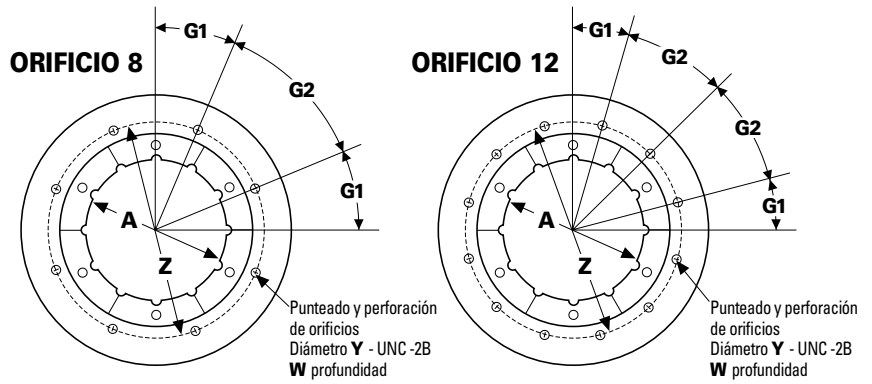 ORIFICIO 8
G1
G2
G1
A
Z
Punteado y perforación
de orificios
Diámetro Y - UNC -2B
W profundidad
ORIFICIO 12
G1
G2
G2
G1
A
Z
Punteado y perforación
de orificios
Diámetro Y - UNC -2B
W profundidad